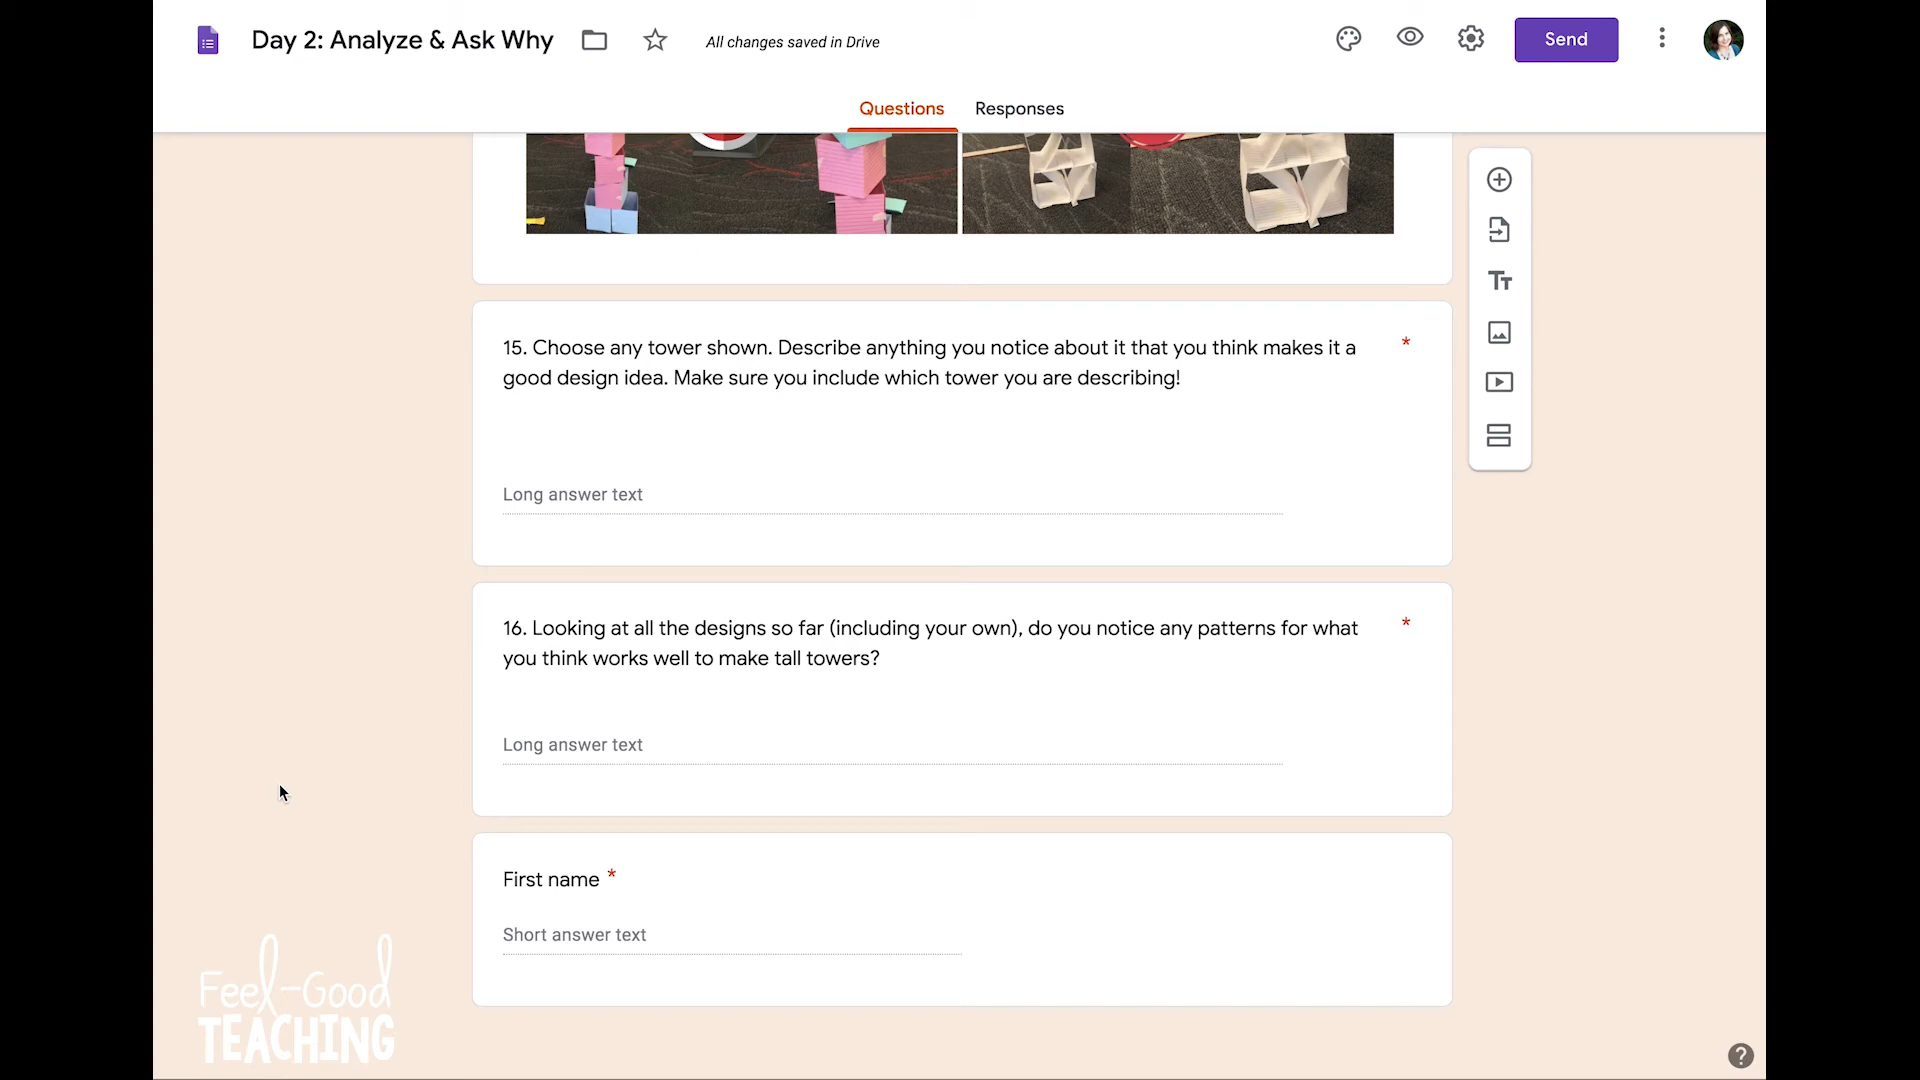 Day 2: Analyze & Ask Why
All changes saved in Drive
Send
Questions
Responses
Tт
15. Choose any tower shown. Describe anything you notice about it that you think makes it a
good design idea. Make sure you include which tower you are describing!
*
Long answer text
16. Looking at all the designs so far (including your own), do you notice any patterns for what
you think works well to make tall towers?
*
Long answer text
First name *
Short answer text
Feel-Good
TEACHING
?